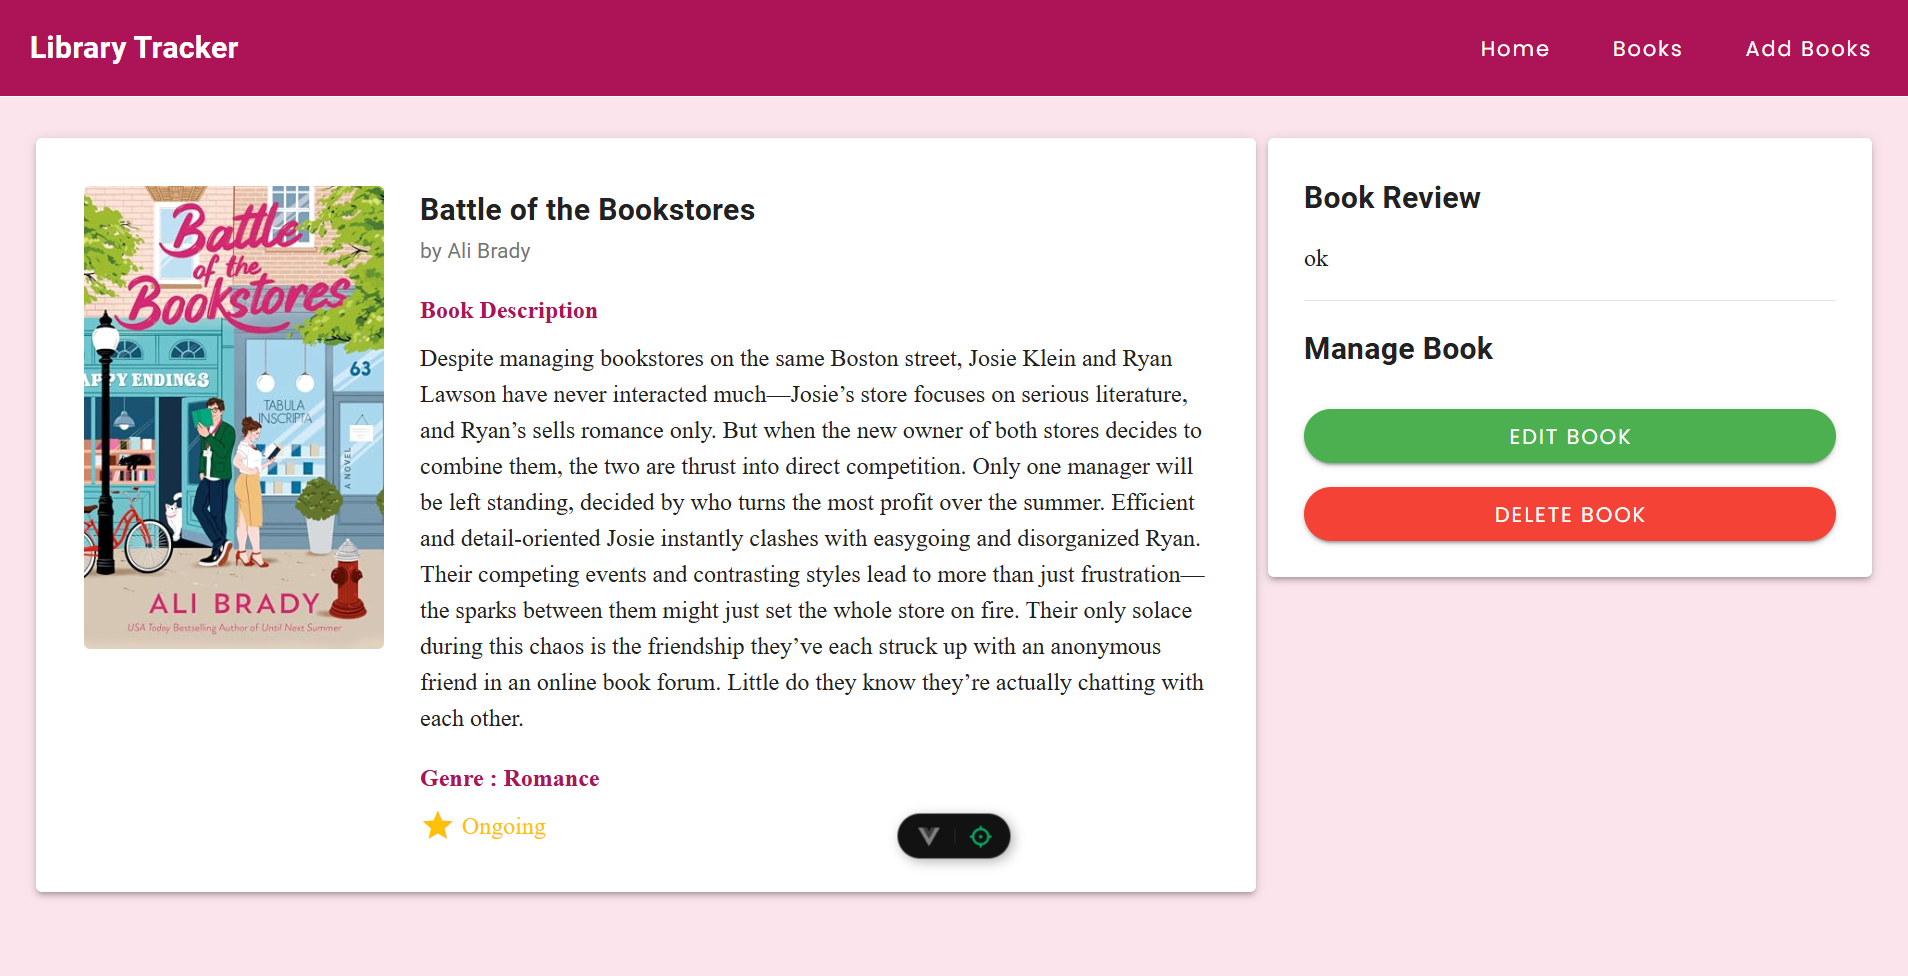 Library Tracker
Home
Books
Add Books
Battle
of the
Bookstores
APPY ENDINGS
63
TABULA
INSCRIPTA
A NOVEL
ALI BRADY
USA Today Bestselling Author of Until Next Summer
Battle of the Bookstores
by Ali Brady
Book Description
Despite managing bookstores on the same Boston street, Josie Klein and Ryan
Lawson have never interacted much—Josie’s store focuses on serious literature,
and Ryan’s sells romance only. But when the new owner of both stores decides to
combine them, the two are thrust into direct competition. Only one manager will
be left standing, decided by who turns the most profit over the summer. Efficient
and detail-oriented Josie instantly clashes with easygoing and disorganized Ryan.
Their competing events and contrasting styles lead to more than just frustration—
the sparks between them might just set the whole store on fire. Their only solace
during this chaos is the friendship they’ve each struck up with an anonymous
friend in an online book forum. Little do they know they’re actually chatting with
each other.
Genre : Romance
Ongoing
Book Review
ok
Manage Book
EDIT BOOK
DELETE BOOK